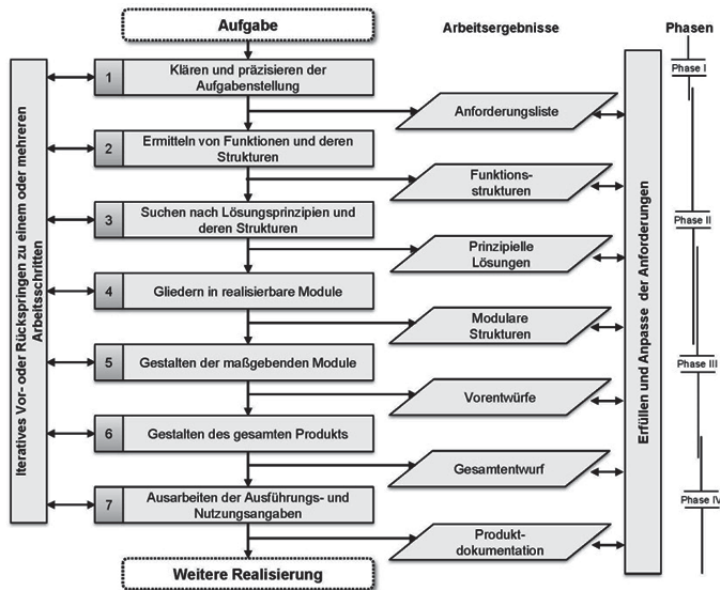 Aufgabe
Arbeitsergebnisse
Phasen
Iteratives Vor- oder Rückspringen zu einem oder mehreren
Arbeitsschritten
1
Klären und präzisieren der
Aufgabenstellung
Anforderungsliste
2
Ermitteln von Funktionen und deren
Strukturen
Funktions-
strukturen
3
Suchen nach Lösungsprinzipien und
deren Strukturen
Prinzipielle
Lösungen
4
Gliedern in realisierbare Module
Modulare
Strukturen
5
Gestalten der maßgebenden Module
Vorentwürfe
6
Gestalten des gesamten Produkts
Gesamtentwurf
7
Ausarbeiten der Ausführungs- und
Nutzungsangaben
Produkt-
dokumentation
Weitere Realisierung
Erfüllen und Anpasse der Anforderungen
Phase I
Phase II
Phase III
Phase IV